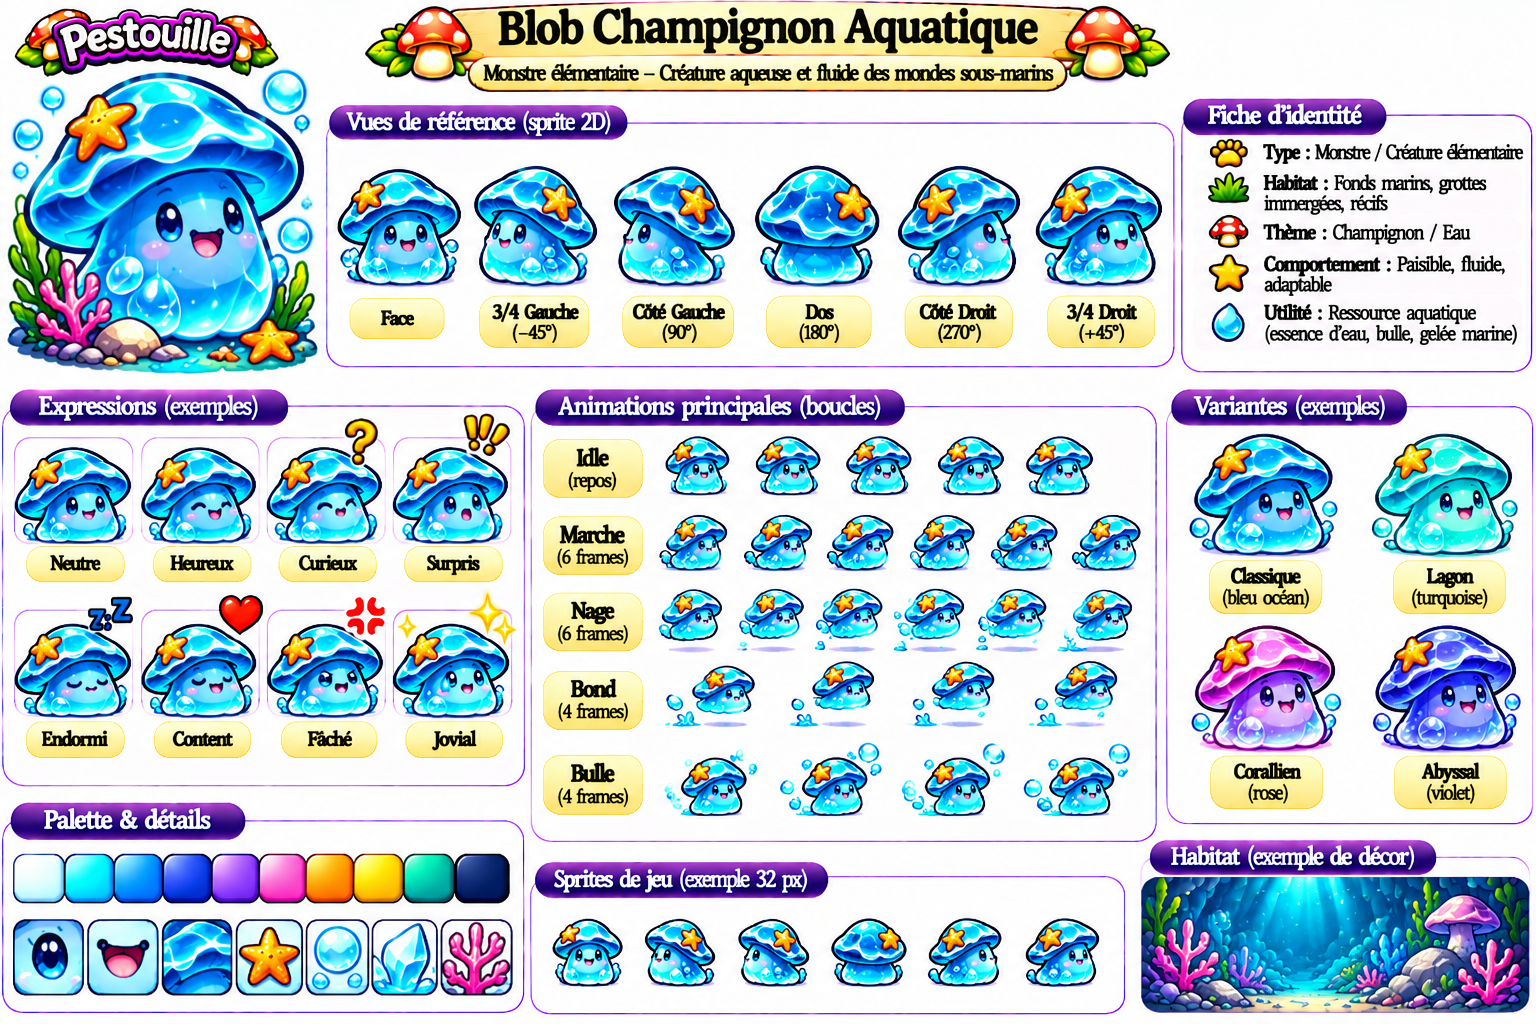 Pestouille
Blob Champignon Aquatique
Monstre élémentaire – Créature aqueuse et fluide des mondes sous-marins
Vues de référence (sprite 2D)
Face
3/4 Gauche
(–45°)
Côté Gauche
(90°)
Dos
(180°)
Côté Droit
(270°)
3/4 Droit
(+45°)
Fiche d'identité
Type : Monstre / Créature élémentaire
Habitat : Fonds marins, grottes
immergées, récifs
Thème : Champignon / Eau
Comportement : Paisible, fluide,
adaptable
Utilité : Ressource aquatique
(essence d'eau, bulle, gelée marine)
Expressions (exemples)
?
!!!
Neutre
Heureux
Curieux
Surpris
z:Z
Endormi
Content
Fâché
Jovial
Animations principales (boucles)
Idle
(repos)
Marche
(6 frames)
Nage
(6 frames)
Bond
(4 frames)
Bulle
(4 frames)
Variantes (exemples)
Classique
(bleu océan)
Lagon
(turquoise)
Corallien
(rose)
Abyssal
(violet)
Palette & détails
Sprites de jeu (exemple 32 px)
Habitat (exemple de décor)